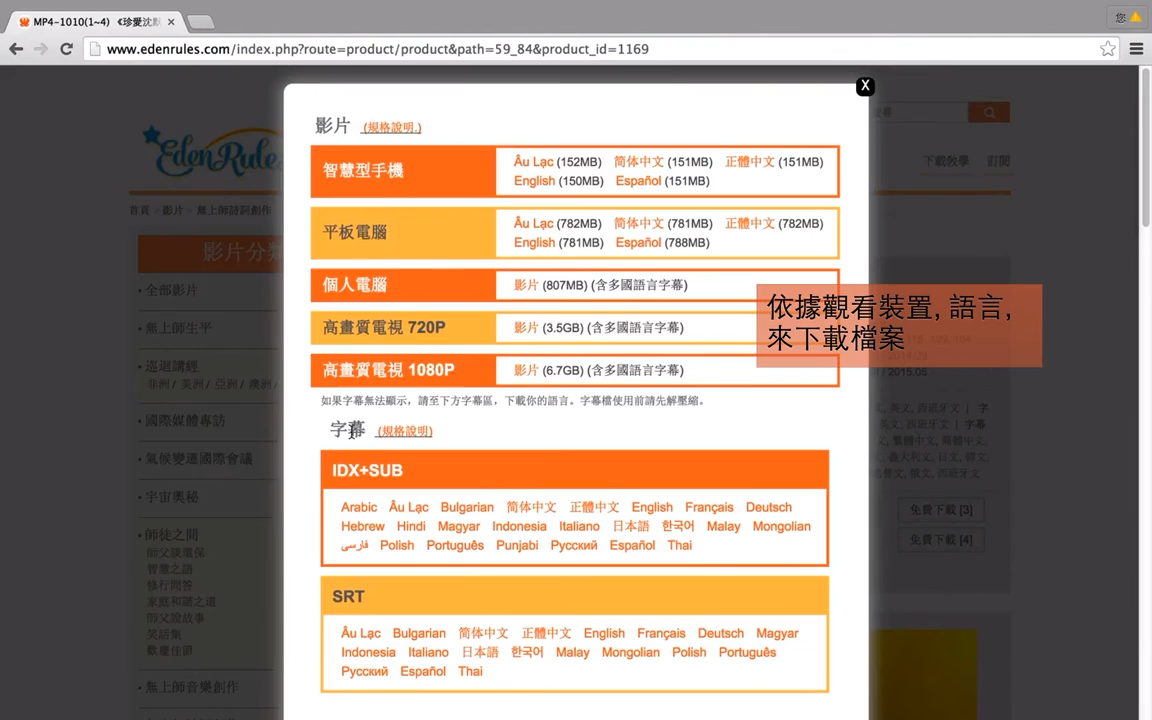 MP4-1010(1~4) 《珍愛沈默
您
www.edenrules.com/index.php?route=product/product&path=59_84&product_id=1169
X
影片 (規格說明.)
智慧型手機
Âu Lạc (152MB) 简体中文 (151MB) 正體中文 (151MB)
English (150MB) Español (151MB)
平板電腦
Âu Lạc (782MB) 简体中文 (781MB) 正體中文 (782MB)
English (781MB) Español (788MB)
個人電腦
影片 (807MB) (含多國語言字幕)
高畫質電視 720P
影片 (3.5GB) (含多國語言字幕)
高畫質電視 1080P
影片 (6.7GB) (含多國語言字幕)
依據觀看裝置, 語言,
來下載檔案
如果字幕無法顯示，請至下方字幕區，下載你的語言。字幕檔使用前請先解壓縮。
字幕 (規格說明)
IDX+SUB
Arabic Âu Lạc Bulgarian 简体中文 正體中文 English Français Deutsch
Hebrew Hindi Magyar Indonesia Italiano 日本語 한국어 Malay Mongolian
فارسی Polish Português Punjabi Русский Español Thai
SRT
Âu Lạc Bulgarian 简体中文 正體中文 English Français Deutsch Magyar
Indonesia Italiano 日本語 한국어 Malay Mongolian Polish Português
Русский Español Thai
EdenRule
首頁 » 影片 » 無上師詩詞創作
影片分類
• 全部影片
• 無上師生平
• 巡迴講經
非洲 / 美洲 / 亞洲 / 澳洲 /
• 國際媒體專訪
• 氣候變遷國際會議
• 宇宙奧秘
• 師徒之間
師父談環保
智慧之語
修行問答
家庭和諧之道
師父說故事
笑話集
歡慶佳節
• 無上師音樂創作
下載教學 訂閱
免費下載 [3]
免費下載 [4]